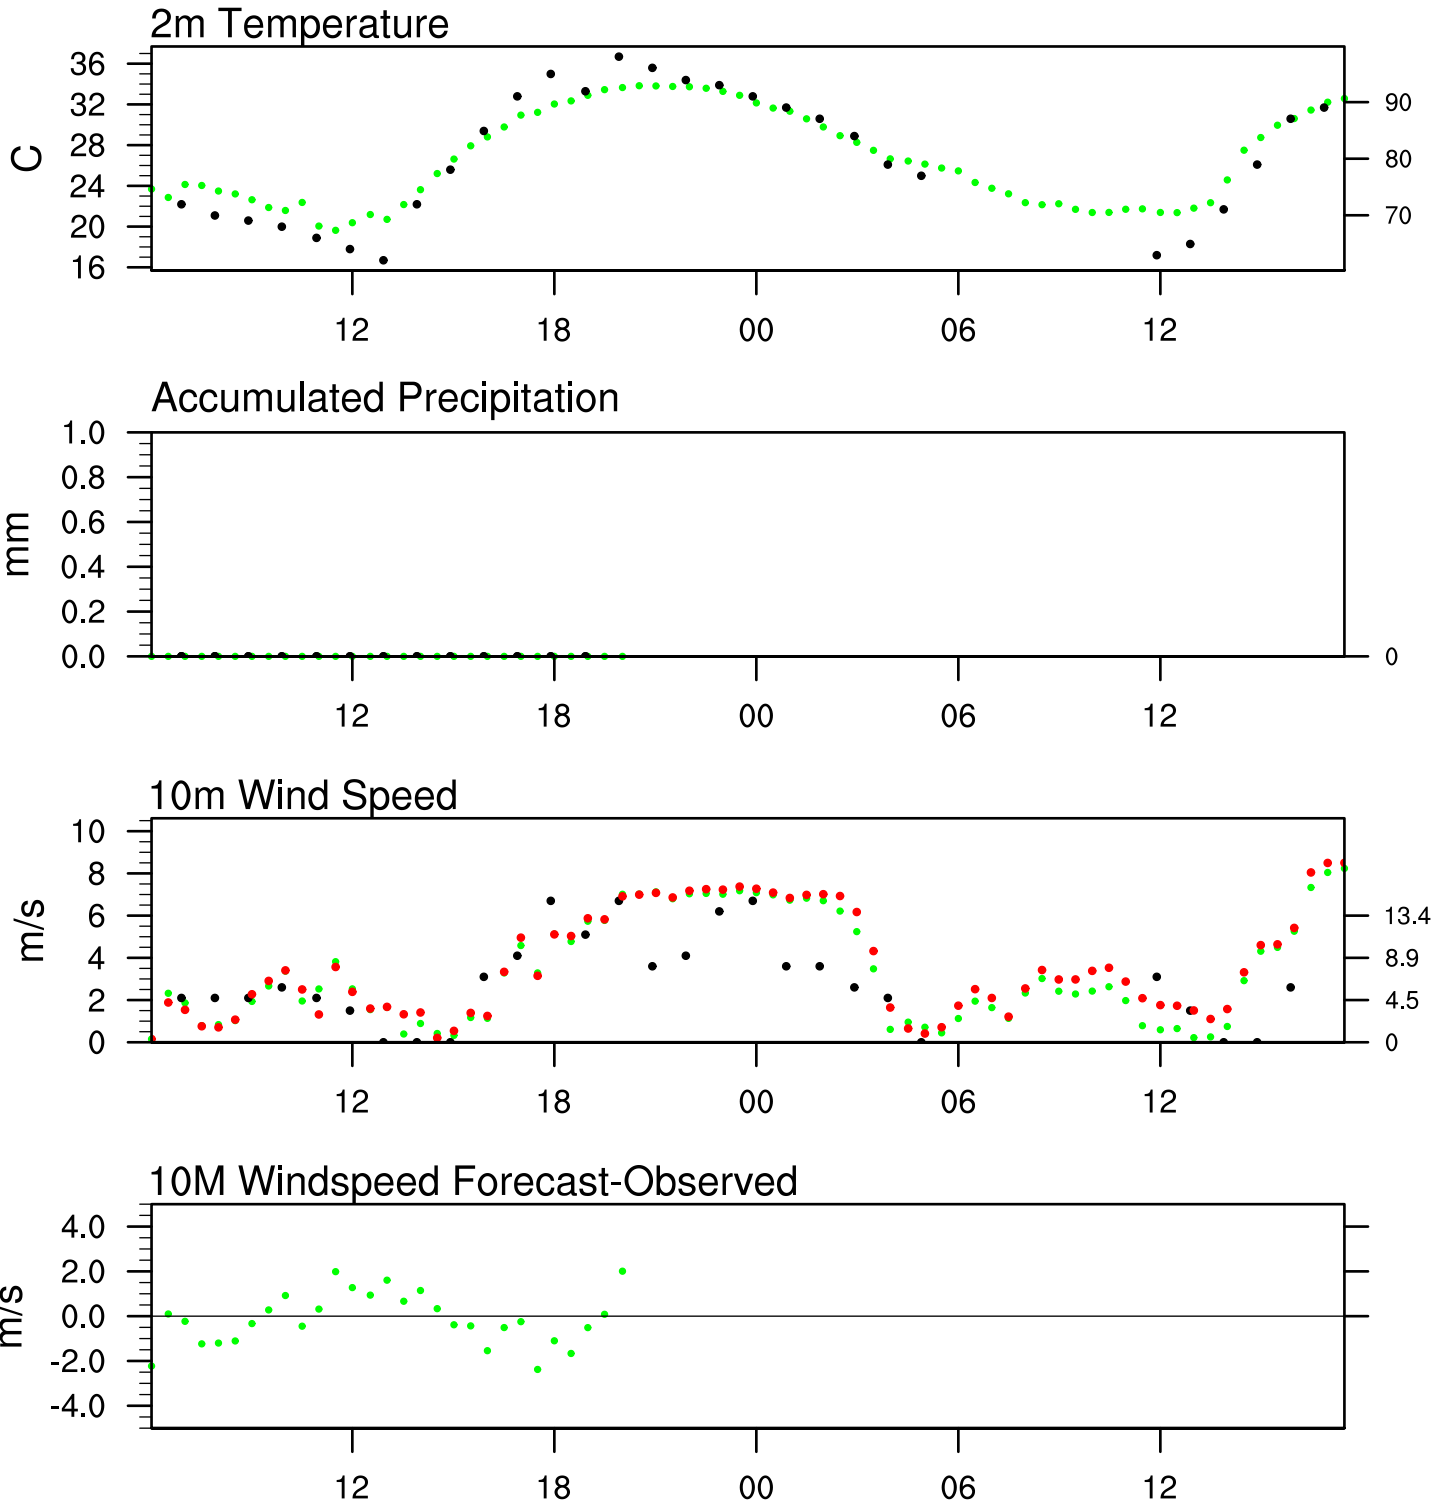 2m Temperature
36
32
28
24
20
16
C
90
80
70
12 18 00 06 12
Accumulated Precipitation
1.0
0.8
0.6
0.4
0.2
0.0
mm
0
12 18 00 06 12
10m Wind Speed
10
8
6
4
2
0
m/s
13.4
8.9
4.5
0
12 18 00 06 12
10M Windspeed Forecast-Observed
4.0
2.0
0.0
-2.0
-4.0
m/s
12 18 00 06 12